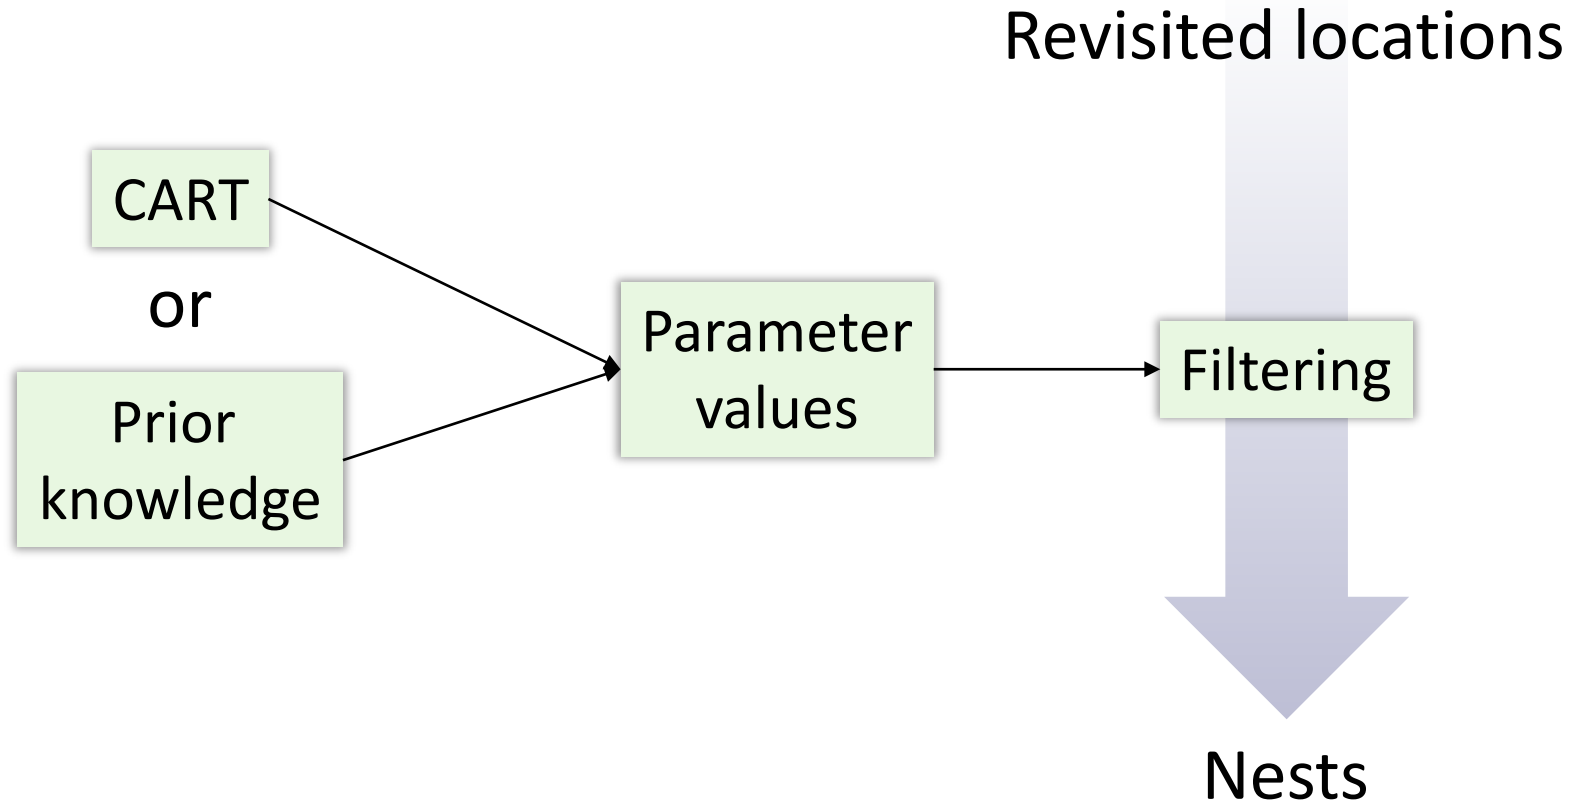 Revisited locations
CART
or
Prior
knowledge
Parameter
values
Filtering
Nests